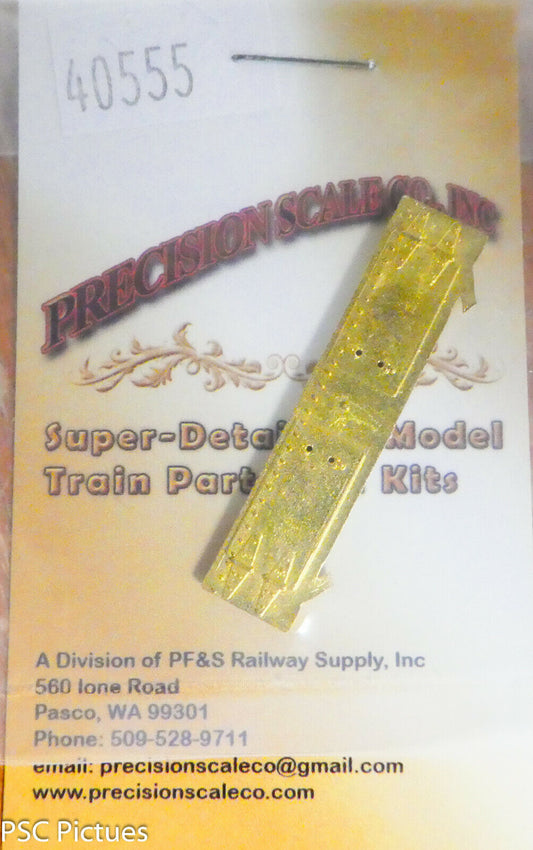 40555
PRECISION SCALE CO., INC
Super-Detai Model
Train Part Kits
A Division of PF&S Railway Supply, Inc
560 Ione Road
Pasco, WA 99301
Phone: 509-528-9711
email: precisionscaleco@gmail.com
www.precisionscaleco.com
PSC Pictues